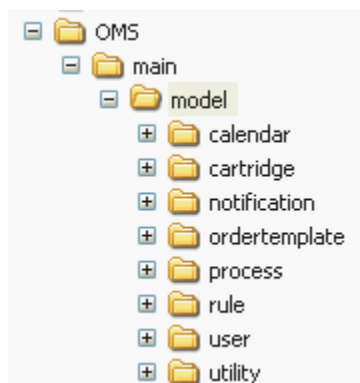 OMS
main
model
calendar
cartridge
notification
ordertemplate
process
rule
user
utility